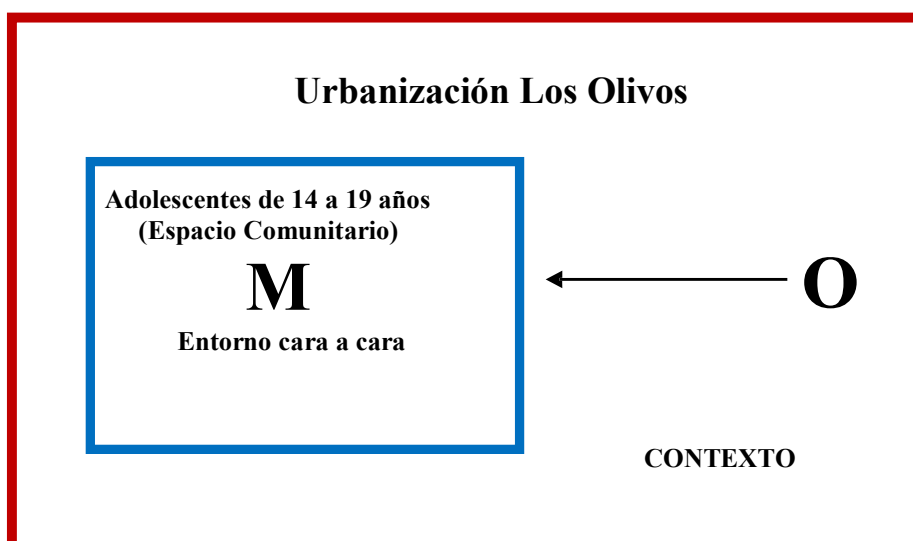 Urbanización Los Olivos
Adolescentes de 14 a 19 años
(Espacio Comunitario)
M
Entorno cara a cara
O
CONTEXTO